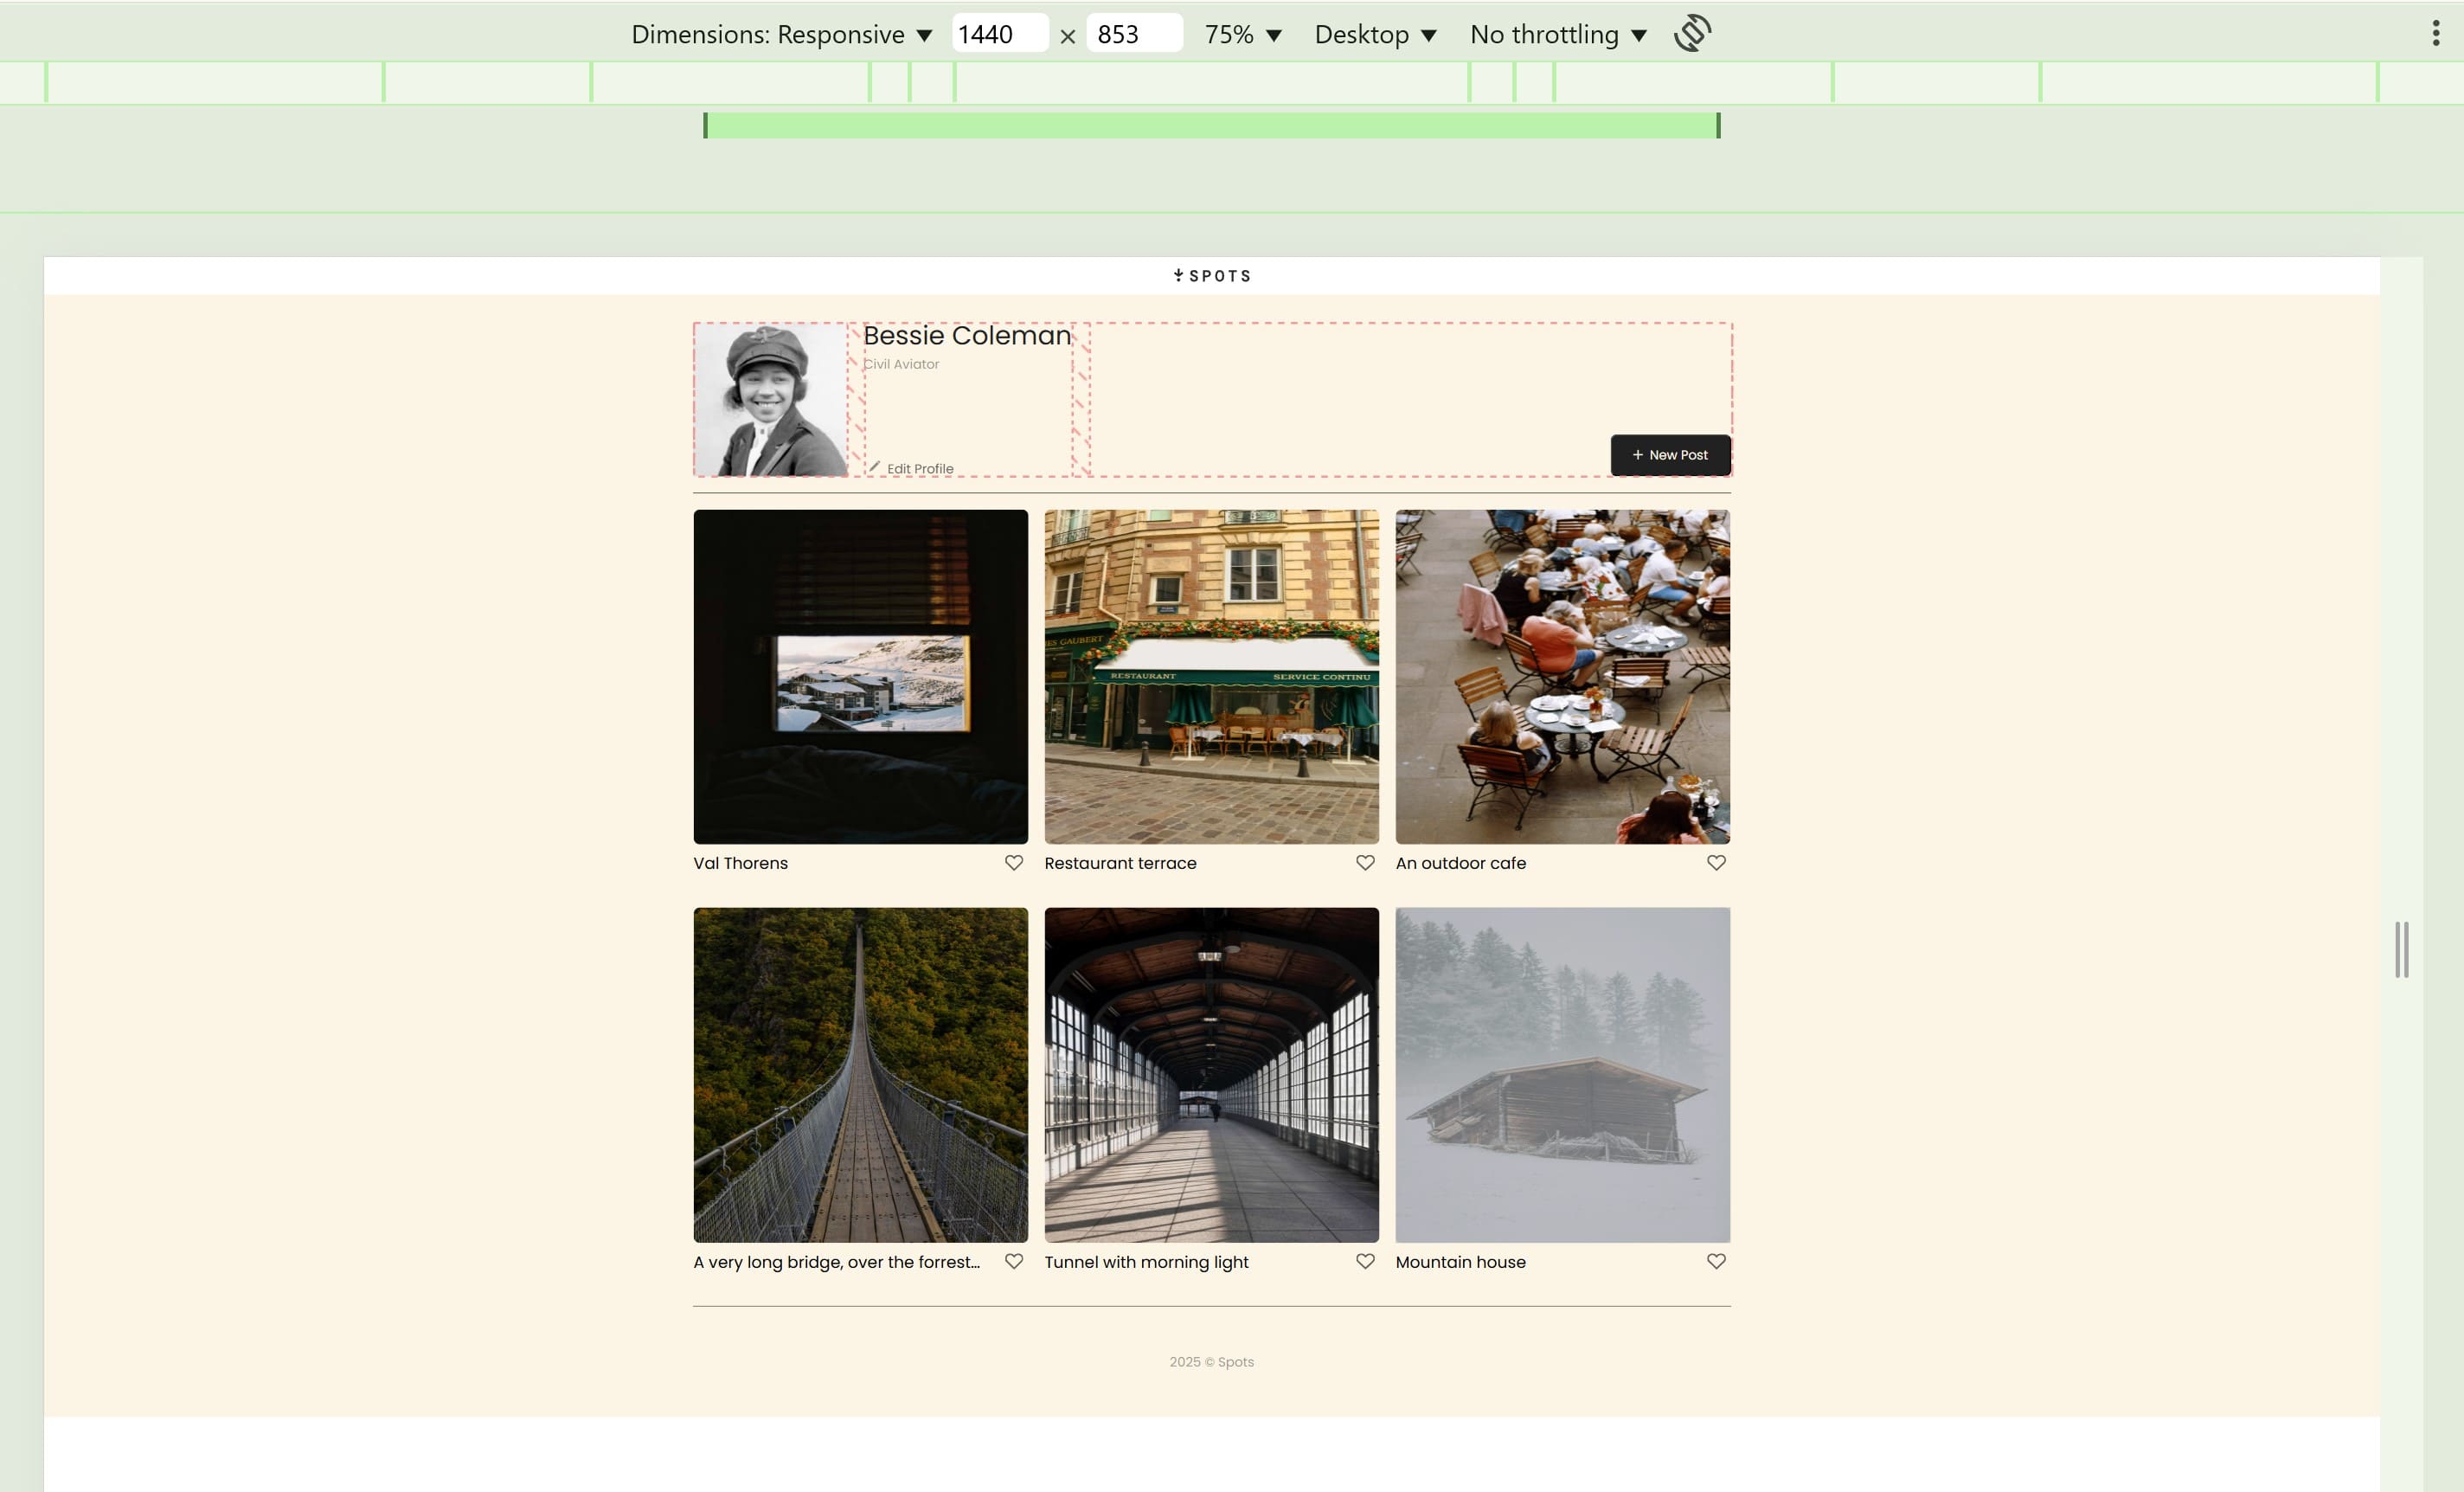 Dimensions: Responsive 1440 × 853 75% Desktop No throttling
SPOTS
Bessie Coleman
Civil Aviator
Edit Profile
+ New Post
ES GAUBERT
RESTAURANT SERVICE CONTINU
Val Thorens
Restaurant terrace
An outdoor cafe
A very long bridge, over the forrest...
Tunnel with morning light
Mountain house
2025 © Spots